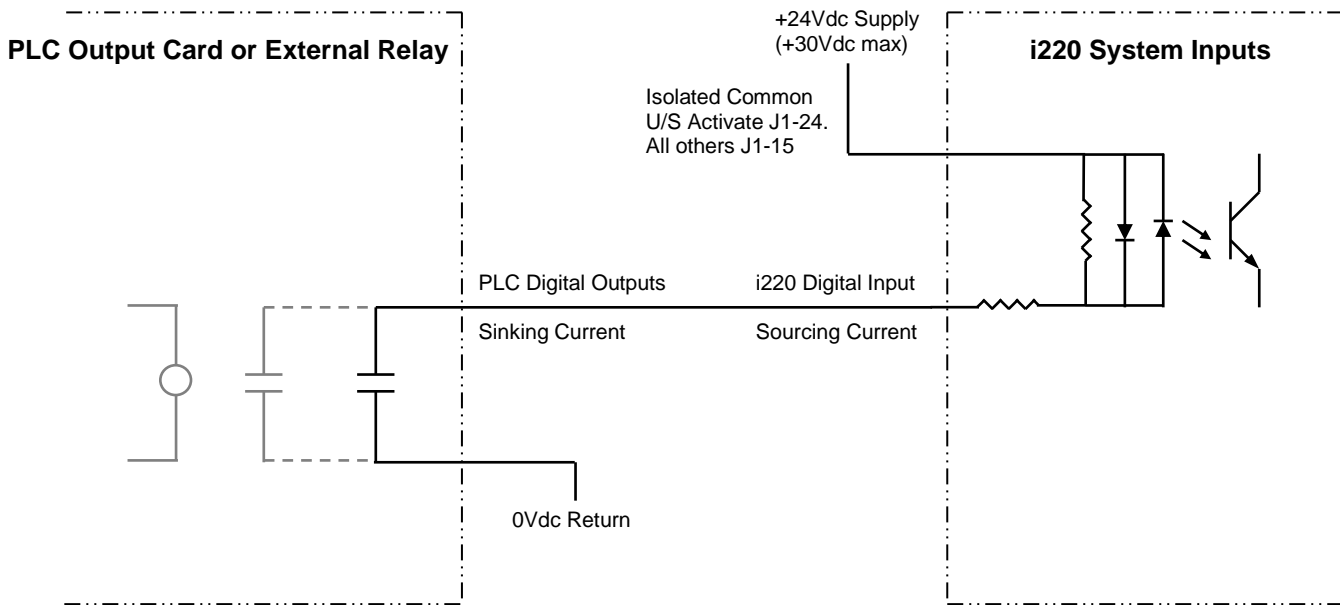 +24Vdc Supply
(+30Vdc max)
PLC Output Card or External Relay
i220 System Inputs
Isolated Common
U/S Activate J1-24.
All others J1-15
PLC Digital Outputs
i220 Digital Input
Sinking Current
Sourcing Current
0Vdc Return